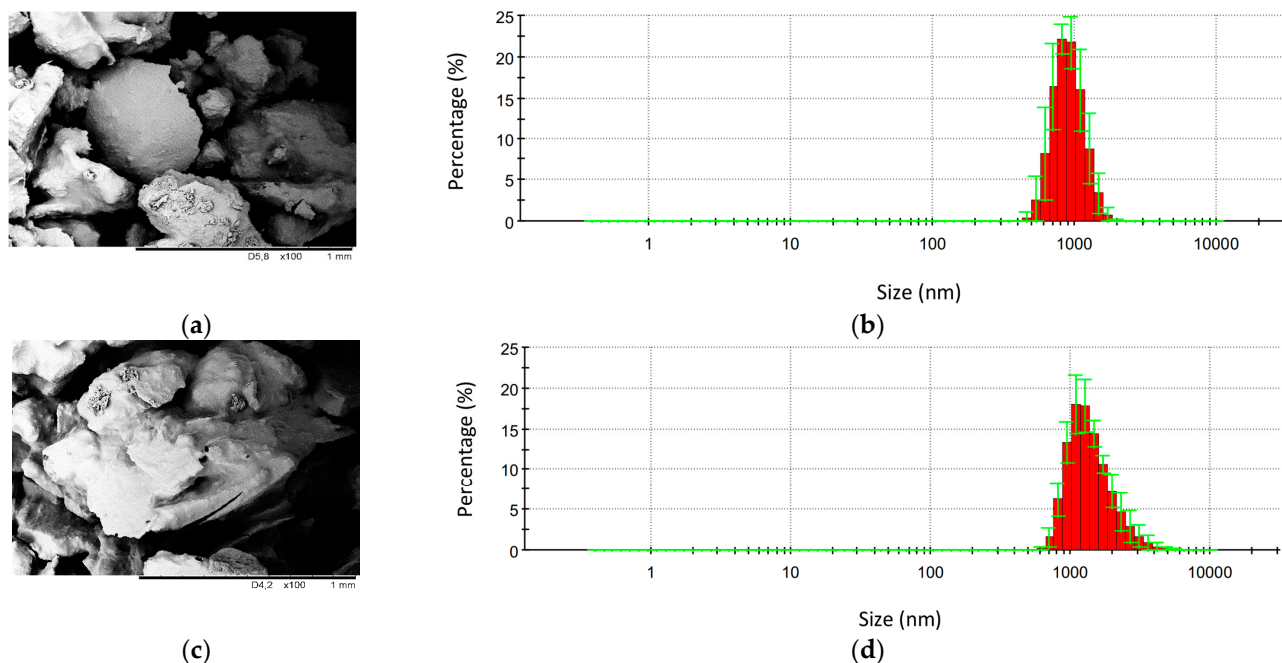 D5,8 x100 1 mm
(a)
25
20
15
10
5
0
Percentage (%)
1 10 100 1000 10000
Size (nm)
(b)
D4,2 x100 1 mm
(c)
25
20
15
10
5
0
Percentage (%)
1 10 100 1000 10000
Size (nm)
(d)